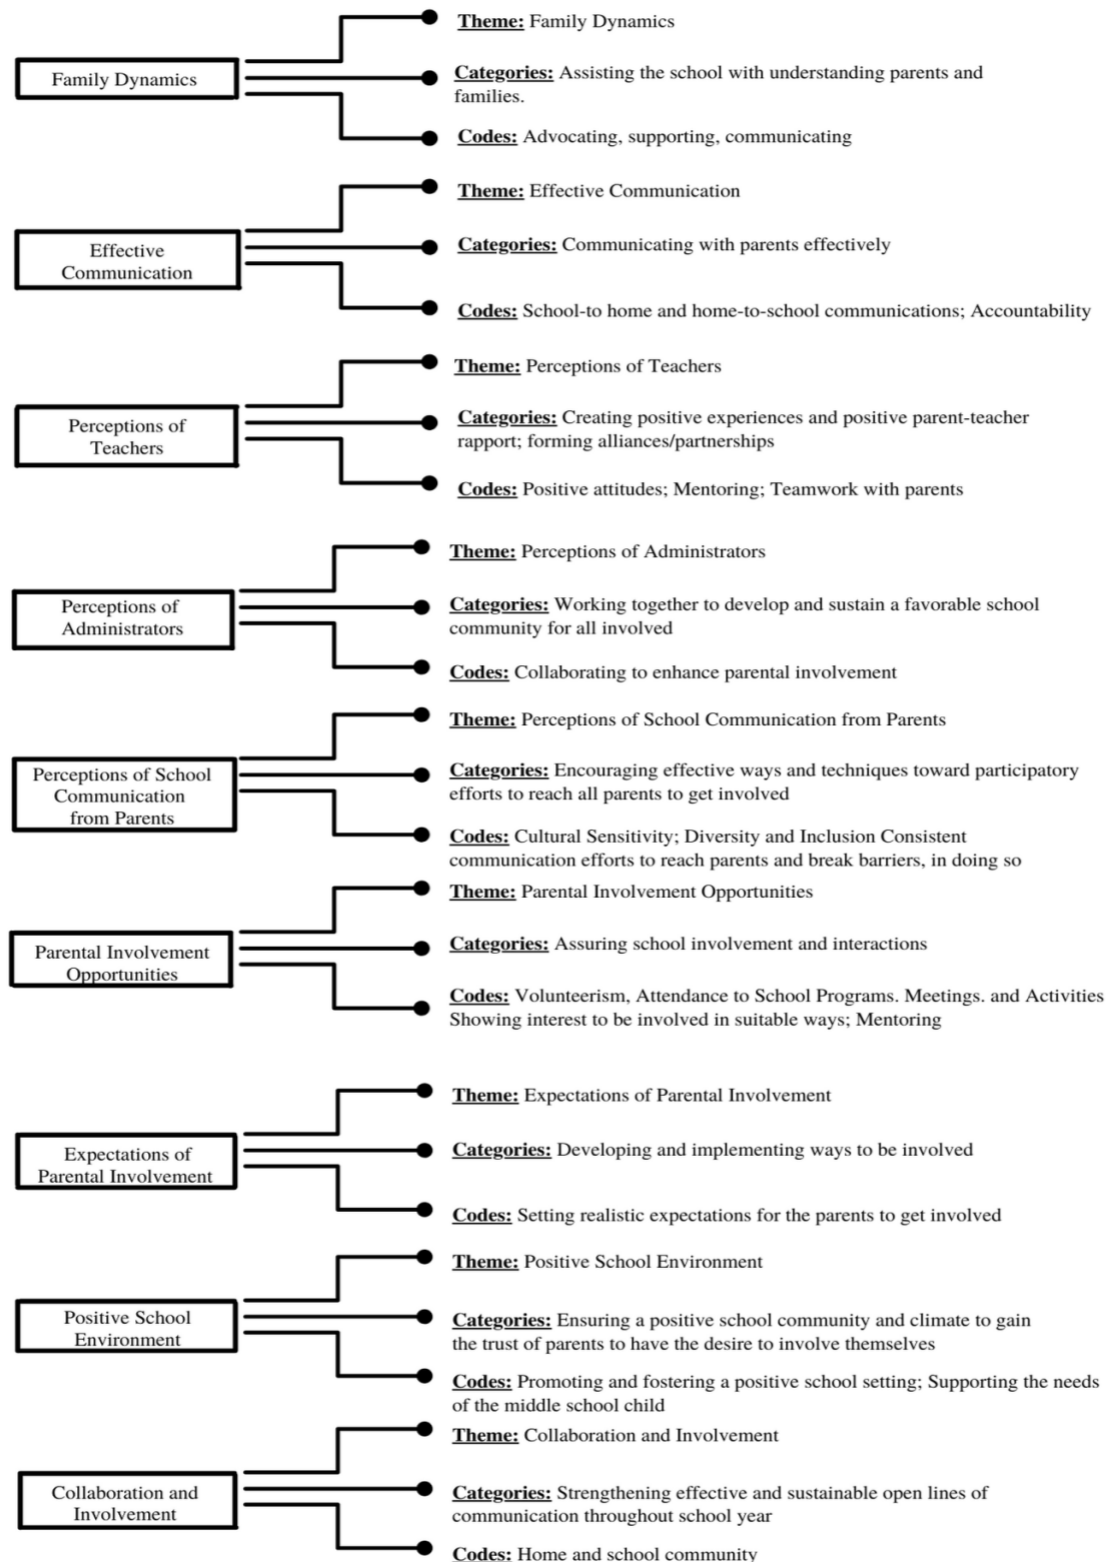 Theme: Family Dynamics
Family Dynamics
Categories: Assisting the school with understanding parents and
families.
Codes: Advocating, supporting, communicating
Theme: Effective Communication
Effective
Communication
Categories: Communicating with parents effectively
Codes: School-to home and home-to-school communications; Accountability
Theme: Perceptions of Teachers
Perceptions of
Teachers
Categories: Creating positive experiences and positive parent-teacher
rapport; forming alliances/partnerships
Codes: Positive attitudes; Mentoring; Teamwork with parents
Theme: Perceptions of Administrators
Perceptions of
Administrators
Categories: Working together to develop and sustain a favorable school
community for all involved
Codes: Collaborating to enhance parental involvement
Theme: Perceptions of School Communication from Parents
Perceptions of School
Communication
from Parents
Categories: Encouraging effective ways and techniques toward participatory
efforts to reach all parents to get involved
Codes: Cultural Sensitivity; Diversity and Inclusion Consistent
communication efforts to reach parents and break barriers, in doing so
Theme: Parental Involvement Opportunities
Parental Involvement
Opportunities
Categories: Assuring school involvement and interactions
Codes: Volunteerism, Attendance to School Programs. Meetings. and Activities
Showing interest to be involved in suitable ways; Mentoring
Theme: Expectations of Parental Involvement
Expectations of
Parental Involvement
Categories: Developing and implementing ways to be involved
Codes: Setting realistic expectations for the parents to get involved
Theme: Positive School Environment
Positive School
Environment
Categories: Ensuring a positive school community and climate to gain
the trust of parents to have the desire to involve themselves
Codes: Promoting and fostering a positive school setting; Supporting the needs
of the middle school child
Theme: Collaboration and Involvement
Collaboration and
Involvement
Categories: Strengthening effective and sustainable open lines of
communication throughout school year
Codes: Home and school community